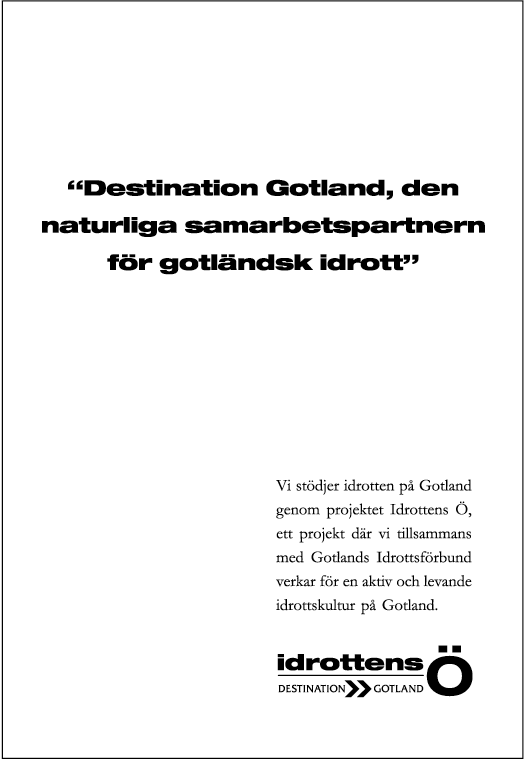 “Destination Gotland, den
naturliga samarbetspartnern
för gotländsk idrott”
Vi stödjer idrotten på Gotland
genom projektet Idrottens Ö,
ett projekt där vi tillsammans
med Gotlands Idrottsförbund
verkar för en aktiv och levande
idrottskultur på Gotland.
idrottens Ö
DESTINATION GOTLAND